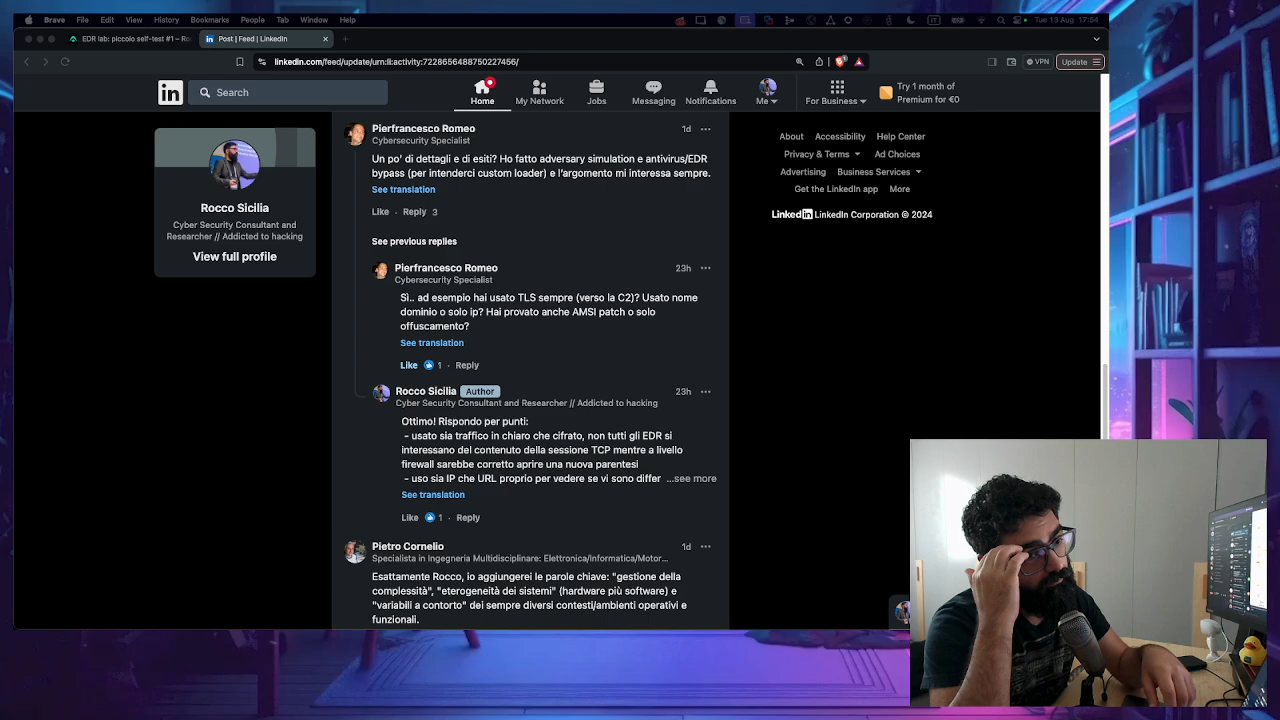 Brave File Edit View History Bookmarks People Tab Window Help
IT
Tue 13 Aug 17:54
EDR lab: piccolo self-test #1 – Ro
Post | Feed | LinkedIn
linkedin.com/feed/update/urn:li:activity:7228656488750227456/
VPN
Update
in
Search
Home
My Network
Jobs
Messaging
Notifications
Me
For Business
Try 1 month of
Premium for €0
Rocco Sicilia
Cyber Security Consultant and
Researcher // Addicted to hacking
View full profile
Pierfrancesco Romeo
1d
Cybersecurity Specialist
Un po' di dettagli e di esiti? Ho fatto adversary simulation e antivirus/EDR
bypass (per intenderci custom loader) e l'argomento mi interessa sempre.
See translation
Like · Reply 3
See previous replies
Pierfrancesco Romeo
23h
Cybersecurity Specialist
Sì.. ad esempio hai usato TLS sempre (verso la C2)? Usato nome
dominio o solo ip? Hai provato anche AMSI patch o solo
offuscamento?
See translation
Like 1 · Reply
Rocco Sicilia Author
23h
Cyber Security Consultant and Researcher // Addicted to hacking
Ottimo! Rispondo per punti:
- usato sia traffico in chiaro che cifrato, non tutti gli EDR si
interessano del contenuto della sessione TCP mentre a livello
firewall sarebbe corretto aprire una nuova parentesi
- uso sia IP che URL proprio per vedere se vi sono differ ...see more
See translation
Like 1 · Reply
Pietro Cornelio
1d
Specialista in Ingegneria Multidisciplinare: Elettronica/Informatica/Motor...
Esattamente Rocco, io aggiungerei le parole chiave: "gestione della
complessità", "eterogeneità dei sistemi" (hardware più software) e
"variabili a contorto" dei sempre diversi contesti/ambienti operativi e
funzionali.
About Accessibility Help Center
Privacy & Terms Ad Choices
Advertising Business Services
Get the LinkedIn app More
LinkedIn LinkedIn Corporation © 2024